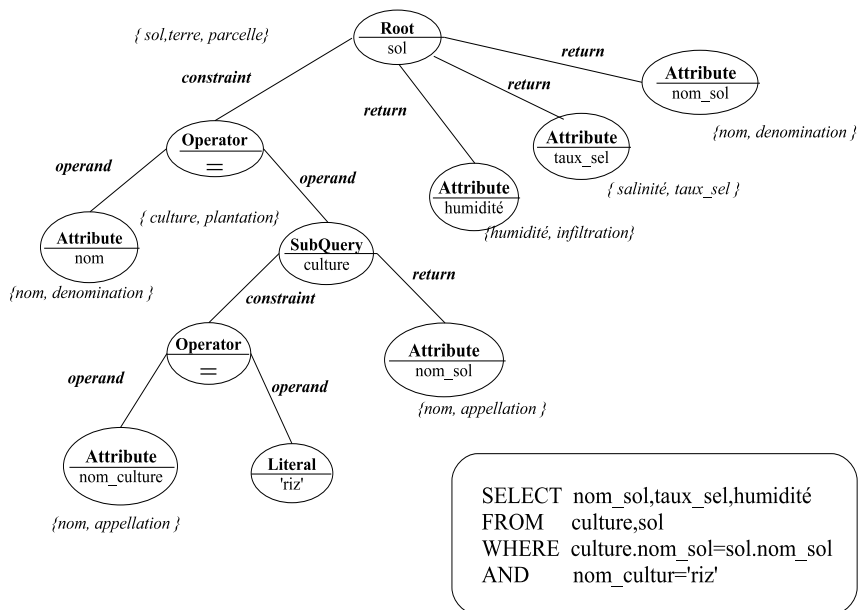 { sol,terre, parcelle}
Root
sol
return
Attribute
nom_sol
{nom, denomination }
constraint
return
return
Attribute
taux_sel
{ salinité, taux_sel }
Operator
=
operand
operand
Attribute
humidité
{humidité, infiltration}
{ culture, plantation}
Attribute
nom
{nom, denomination }
SubQuery
culture
constraint
return
Operator
=
Attribute
nom_sol
{nom, appellation }
operand
operand
Attribute
nom_culture
{nom, appellation }
Literal
'riz'
SELECT nom_sol,taux_sel,humidité
FROM culture,sol
WHERE culture.nom_sol=sol.nom_sol
AND nom_cultur='riz'